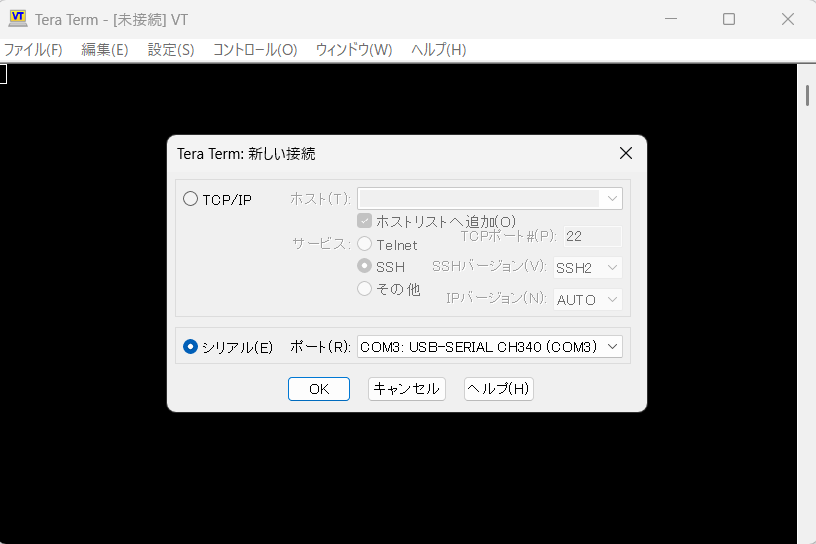 VT Tera Term - [未接続] VT
ファイル(F) 編集(E) 設定(S) コントロール(O) ウィンドウ(W) ヘルプ(H)
Tera Term: 新しい接続
TCP/IP ホスト(T):
ホストリストへ追加(O)
サービス: Telnet TCPポート#(P): 22
SSH SSHバージョン(V): SSH2
その他 IPバージョン(N): AUTO
シリアル(E) ポート(R): COM3: USB-SERIAL CH340 (COM3)
OK キャンセル ヘルプ(H)